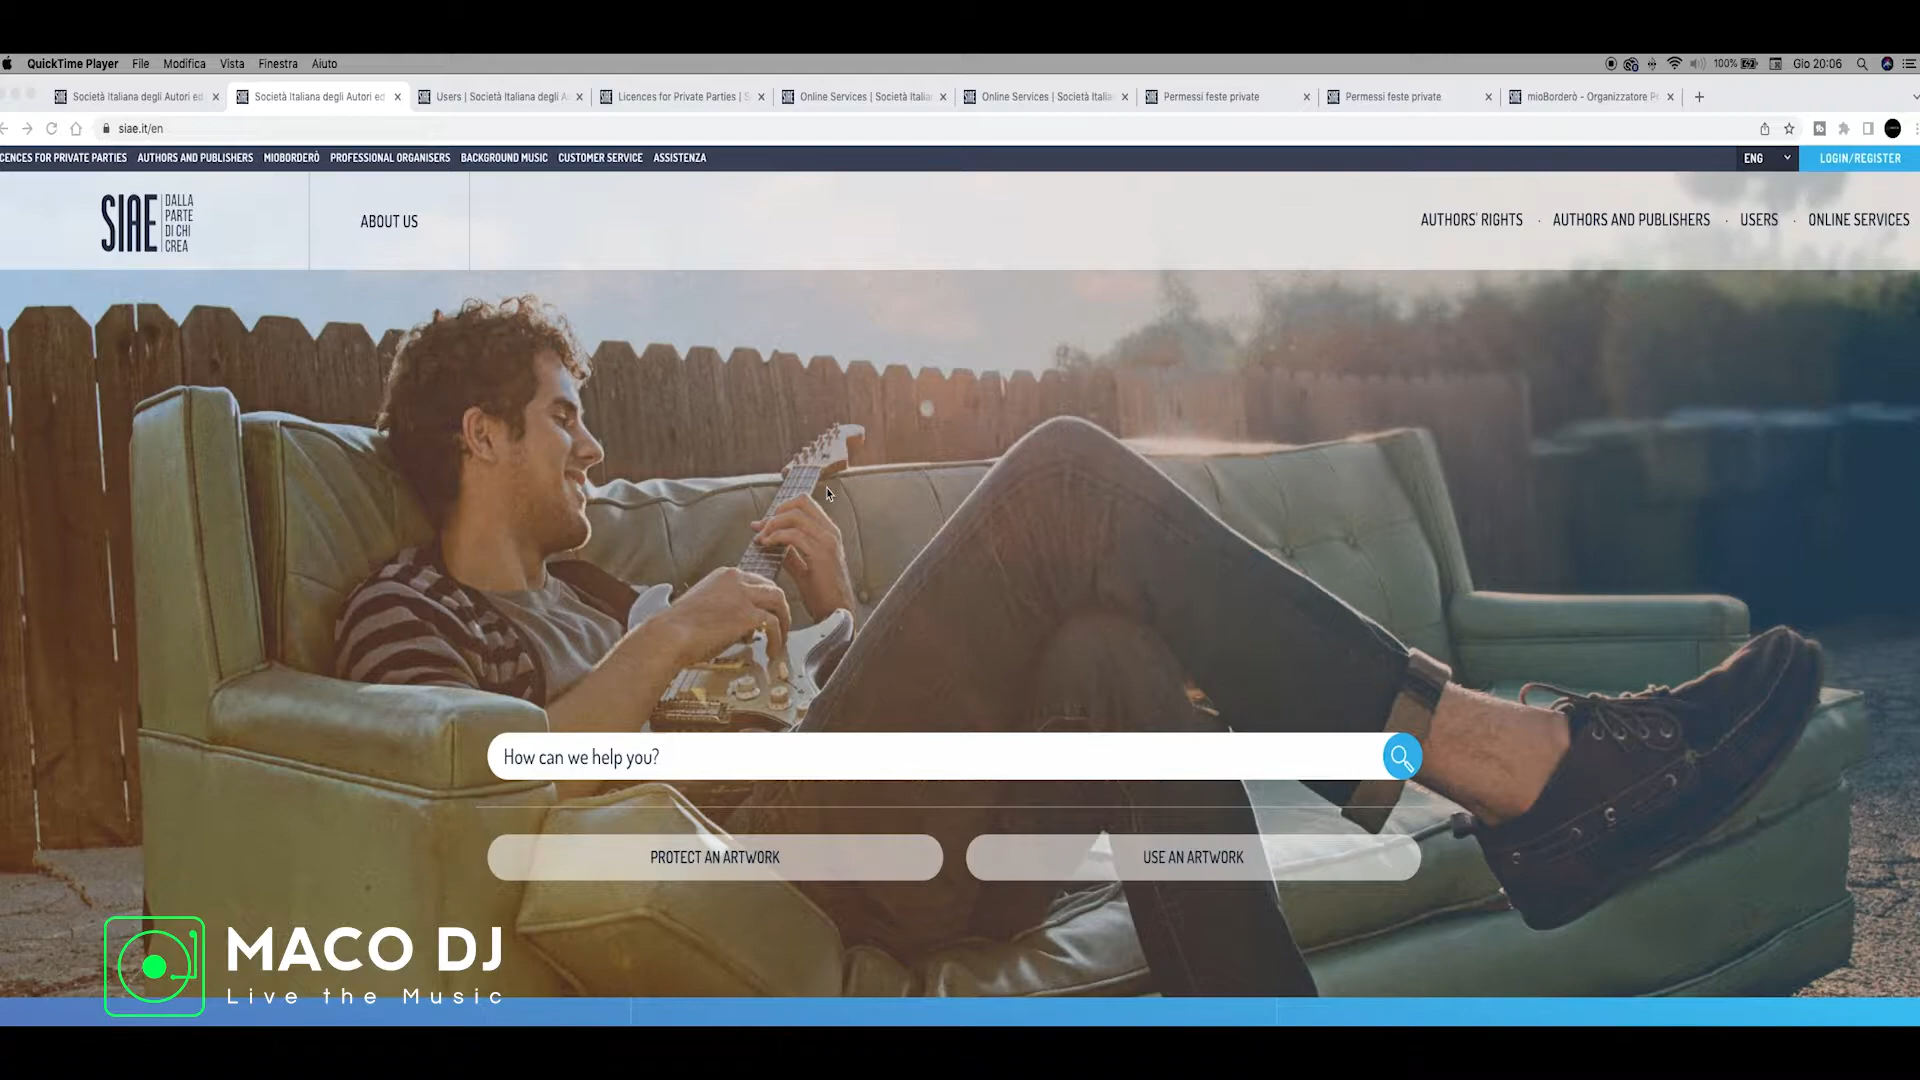 QuickTime Player File Modifica Vista Finestra Aiuto 100% Gio 20:06
Società Italiana degli Autori ed Società Italiana degli Autori ed Users | Società Italiana degli A Licences for Private Parties | S Online Services | Società Italia Online Services | Società Italia Permessi feste private Permessi feste private mioBorderò - Organizzatore P
siae.it/en
CENCES FOR PRIVATE PARTIES AUTHORS AND PUBLISHERS MIOBORDERÒ PROFESSIONAL ORGANISERS BACKGROUND MUSIC CUSTOMER SERVICE ASSISTENZA ENG LOGIN/REGISTER
SIAE
DALLA
PARTE
DI CHI
CREA
ABOUT US
AUTHORS' RIGHTS · AUTHORS AND PUBLISHERS · USERS · ONLINE SERVICES
How can we help you?
PROTECT AN ARTWORK USE AN ARTWORK
MACO DJ
Live the Music